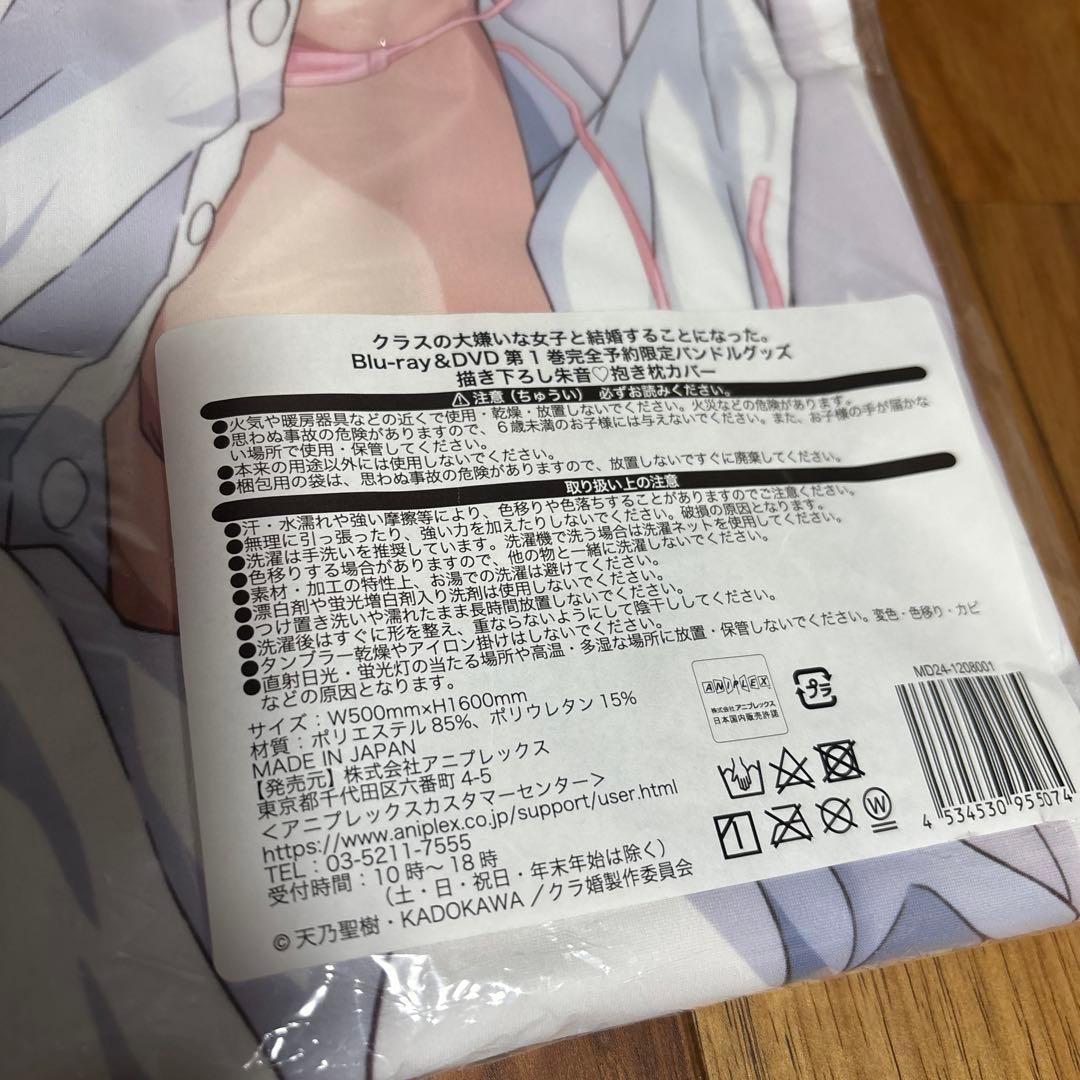 クラスの大嫌いな女子と結婚することになった。
Blu-ray&DVD 第1巻完全予約限定バンドルグッズ
描き下ろし朱音♡抱き枕カバー
⚠注意(ちゅうい) 必ずお読みください。
●火気や暖房器具などの近くで使用・乾燥・放置しないでください。火災などの危険があります。
●思わぬ事故の危険がありますので、6歳未満のお子様には与えないでください。また、お子様の手が届かな
い場所で使用・保管してください。
●本来の用途以外には使用しないでください。
●梱包用の袋は、思わぬ事故の危険がありますので、放置しないですぐに廃棄してください。
取り扱い上の注意
●汗・水濡れや強い摩擦等により、色移りや色落ちすることがありますのでご注意ください。
●無理に引っ張ったり、強い力を加えたりしないでください。破損の原因となります。
●洗濯は手洗いを推奨しています。洗濯機で洗う場合は洗濯ネットを使用してください。
●色移りする場合がありますので、他の物と一緒に洗濯しないでください。
●素材・加工の特性上、お湯での洗濯は避けてください。
●漂白剤や蛍光増白剤入り洗剤は使用しないでください。
●つけ置き洗いや濡れたまま長時間放置しないでください。
●洗濯後はすぐに形を整え、重ならないようにして陰干ししてください。
●タンブラー乾燥やアイロン掛けはしないでください。
●直射日光・蛍光灯の当たる場所や高温・多湿な場所に放置・保管しないでください。変色・色移り・カビ
などの原因となります。
サイズ：W500mm×H1600mm
材質：ポリエステル 85%、ポリウレタン 15%
MADE IN JAPAN
【発売元】株式会社アニプレックス
東京都千代田区六番町 4-5
<アニプレックスカスタマーセンター>
https://www.aniplex.co.jp/support/user.html
TEL：03-5211-7555
受付時間：10時～18時
(土・日・祝日・年末年始は除く)
©天乃聖樹・KADOKAWA／クラ婚製作委員会
ANIPLEX
株式会社アニプレックス
日本国内販売許諾
プラ
W
MD24-1208001
4 534530 955074